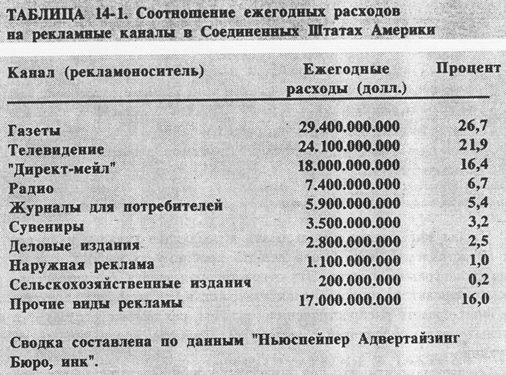 ТАБЛИЦА 14-1. Соотношение ежегодных расходов
на рекламные каналы в Соединенных Штатах Америки
Канал (рекламоноситель) Ежегодные Процент
расходы (долл.)
Газеты 29.400.000.000 26,7
Телевидение 24.100.000.000 21,9
"Директ-мейл" 18.000.000.000 16,4
Радио 7.400.000.000 6,7
Журналы для потребителей 5.900.000.000 5,4
Сувениры 3.500.000.000 3,2
Деловые издания 2.800.000.000 2,5
Наружная реклама 1.100.000.000 1,0
Сельскохозяйственные издания 200.000.000 0,2
Прочие виды рекламы 17.000.000.000 16,0
Сводка составлена по данным "Ньюспейпер Адвертайзинг
Бюро, инк".